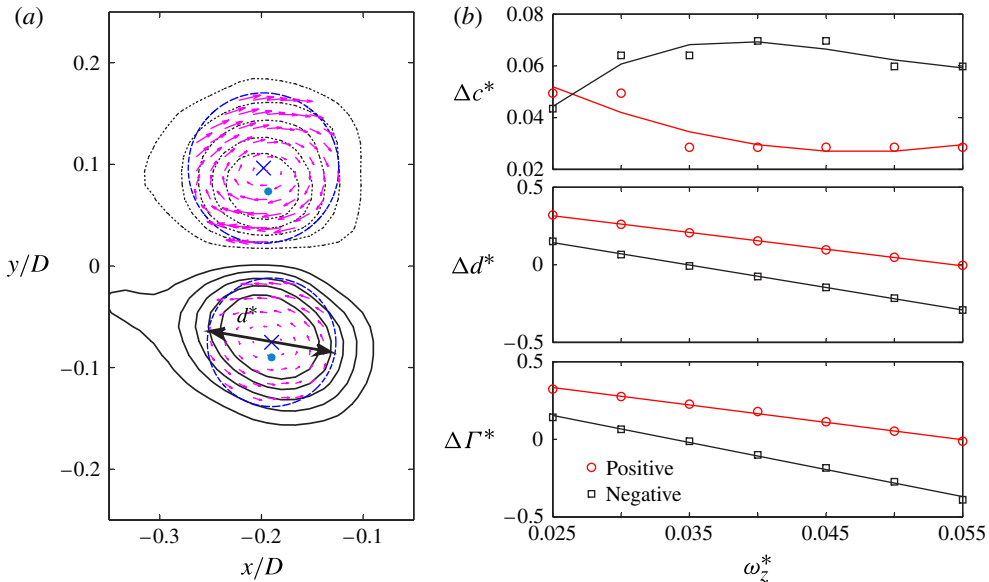 (a)
0.2
0.1
y/D
0
−0.1
−0.2
−0.3
−0.2
−0.1
x/D
d*
(b)
Δc*
0.08
0.06
0.04
0.02
Δd*
0.5
0
−0.5
ΔΓ*
0.5
0
−0.5
Positive
Negative
0.025
0.035
0.045
0.055
ω_z*